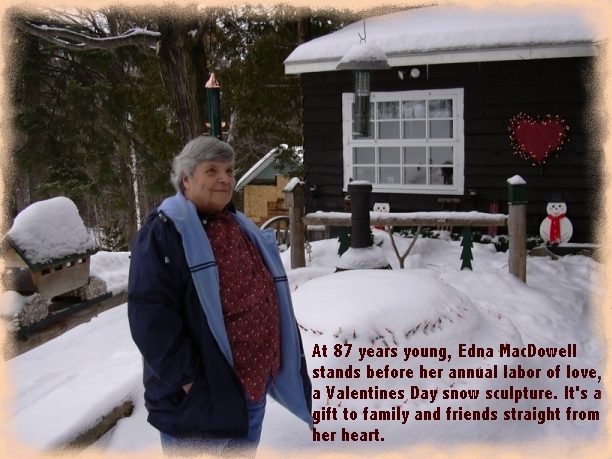 At 87 years young, Edna MacDowell
stands before her annual labor of love,
a Valentines Day snow sculpture. It's a
gift to family and friends straight from
her heart.